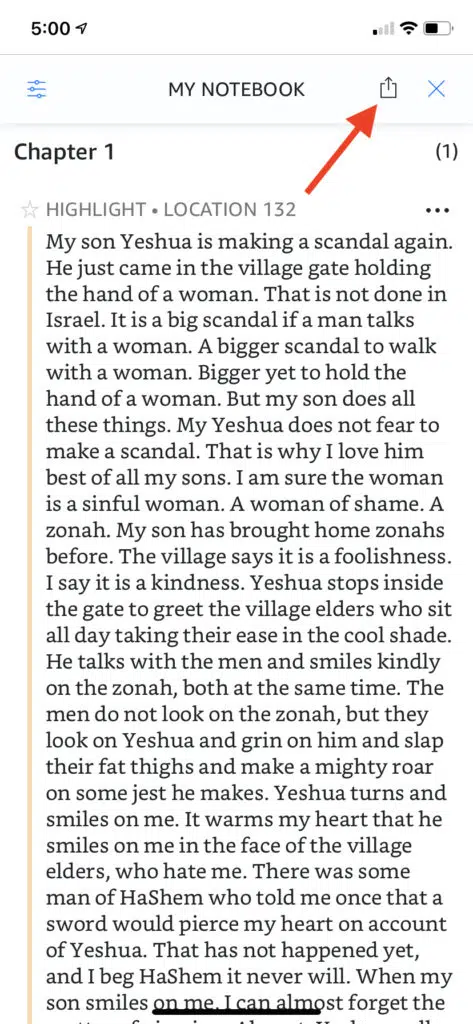 5:00
MY NOTEBOOK
Chapter 1 (1)
HIGHLIGHT • LOCATION 132
My son Yeshua is making a scandal again.
He just came in the village gate holding
the hand of a woman. That is not done in
Israel. It is a big scandal if a man talks
with a woman. A bigger scandal to walk
with a woman. Bigger yet to hold the
hand of a woman. But my son does all
these things. My Yeshua does not fear to
make a scandal. That is why I love him
best of all my sons. I am sure the woman
is a sinful woman. A woman of shame. A
zonah. My son has brought home zonahs
before. The village says it is a foolishness.
I say it is a kindness. Yeshua stops inside
the gate to greet the village elders who sit
all day taking their ease in the cool shade.
He talks with the men and smiles kindly
on the zonah, both at the same time. The
men do not look on the zonah, but they
look on Yeshua and grin on him and slap
their fat thighs and make a mighty roar
on some jest he makes. Yeshua turns and
smiles on me. It warms my heart that he
smiles on me in the face of the village
elders, who hate me. There was some
man of HaShem who told me once that a
sword would pierce my heart on account
of Yeshua. That has not happened yet,
and I beg HaShem it never will. When my
son smiles on me, I can almost forget the